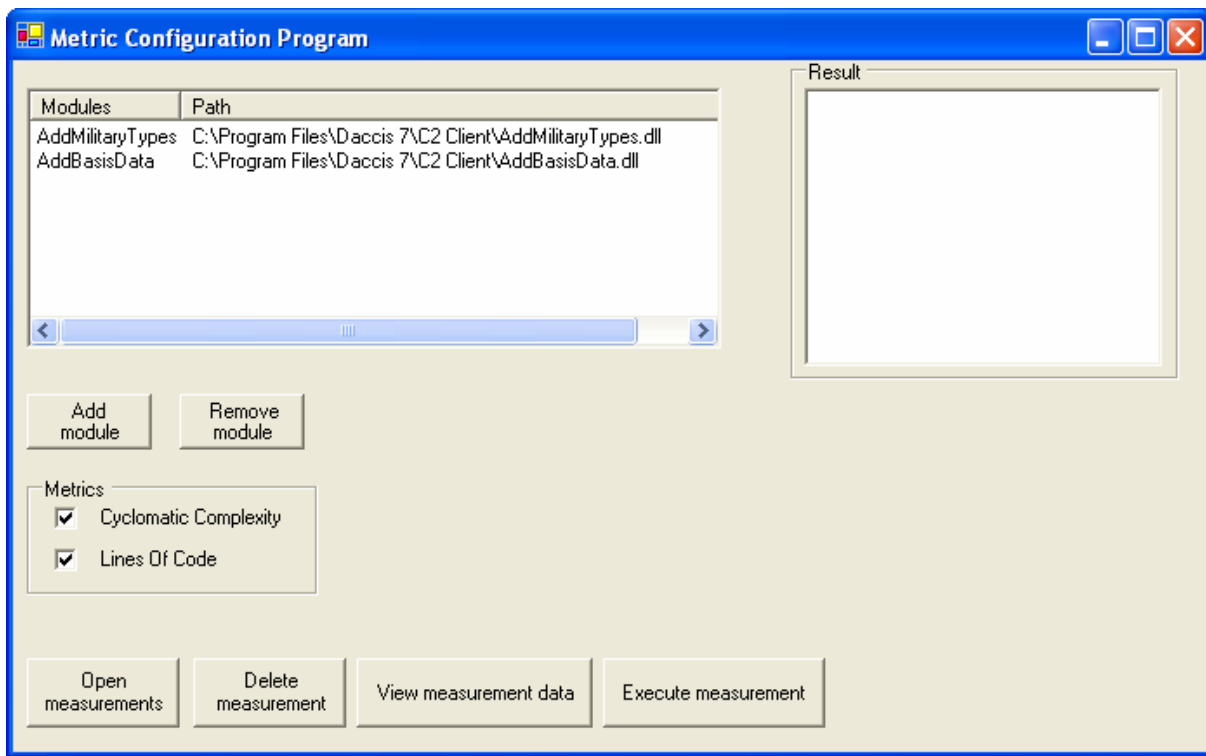 Metric Configuration Program
Result
Modules Path
AddMilitaryTypes C:\Program Files\Daccis 7\C2 Client\AddMilitaryTypes.dll
AddBasisData C:\Program Files\Daccis 7\C2 Client\AddBasisData.dll
Add
module
Remove
module
Metrics
Cyclomatic Complexity
Lines Of Code
Open
measurements
Delete
measurement
View measurement data
Execute measurement